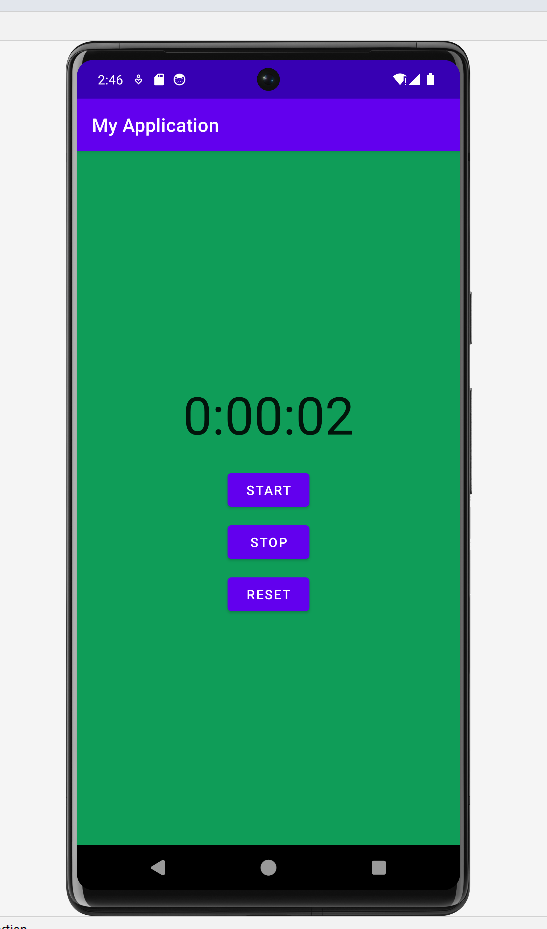 2:46
My Application
0:00:02
START
STOP
RESET